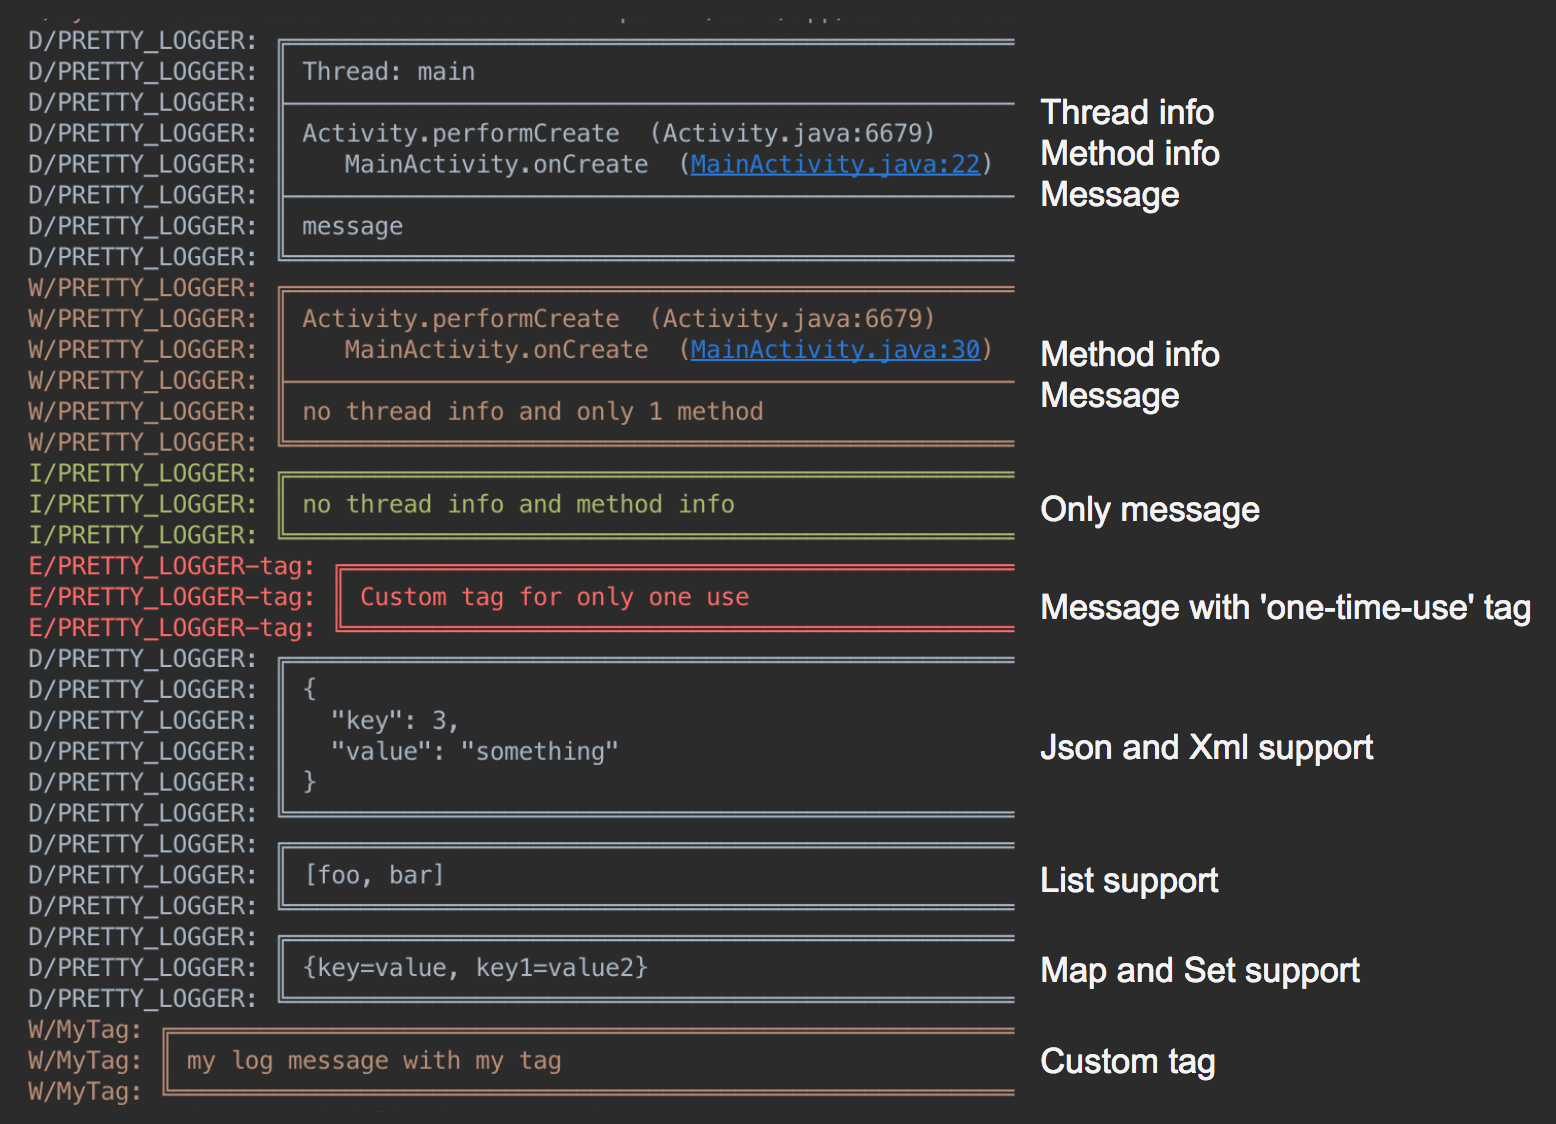 D/PRETTY_LOGGER:
D/PRETTY_LOGGER: Thread: main
D/PRETTY_LOGGER:
D/PRETTY_LOGGER: Activity.performCreate  (Activity.java:6679)
D/PRETTY_LOGGER:    MainActivity.onCreate  (MainActivity.java:22)
D/PRETTY_LOGGER:
D/PRETTY_LOGGER: message
D/PRETTY_LOGGER:
Thread info
Method info
Message
W/PRETTY_LOGGER:
W/PRETTY_LOGGER: Activity.performCreate  (Activity.java:6679)
W/PRETTY_LOGGER:    MainActivity.onCreate  (MainActivity.java:30)
W/PRETTY_LOGGER:
W/PRETTY_LOGGER: no thread info and only 1 method
W/PRETTY_LOGGER:
Method info
Message
I/PRETTY_LOGGER:
I/PRETTY_LOGGER: no thread info and method info
I/PRETTY_LOGGER:
Only message
E/PRETTY_LOGGER-tag:
E/PRETTY_LOGGER-tag: Custom tag for only one use
E/PRETTY_LOGGER-tag:
Message with 'one-time-use' tag
D/PRETTY_LOGGER:
D/PRETTY_LOGGER: {
D/PRETTY_LOGGER:   "key": 3,
D/PRETTY_LOGGER:   "value": "something"
D/PRETTY_LOGGER: }
D/PRETTY_LOGGER:
Json and Xml support
D/PRETTY_LOGGER:
D/PRETTY_LOGGER: [foo, bar]
D/PRETTY_LOGGER:
List support
D/PRETTY_LOGGER:
D/PRETTY_LOGGER: {key=value, key1=value2}
D/PRETTY_LOGGER:
Map and Set support
W/MyTag:
W/MyTag: my log message with my tag
W/MyTag:
Custom tag